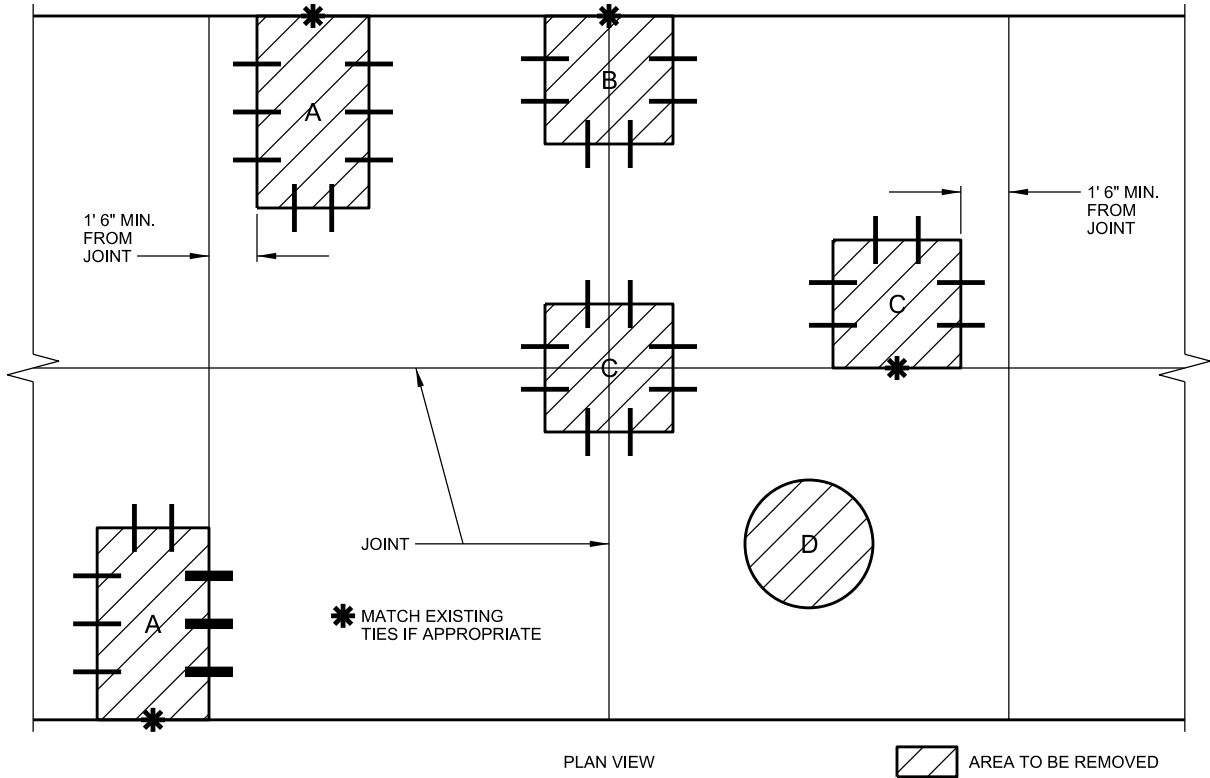 B
A
1' 6" MIN.
FROM
JOINT
1' 6" MIN.
FROM
JOINT
C
C
JOINT
D
A
MATCH EXISTING
TIES IF APPROPRIATE
PLAN VIEW
AREA TO BE REMOVED